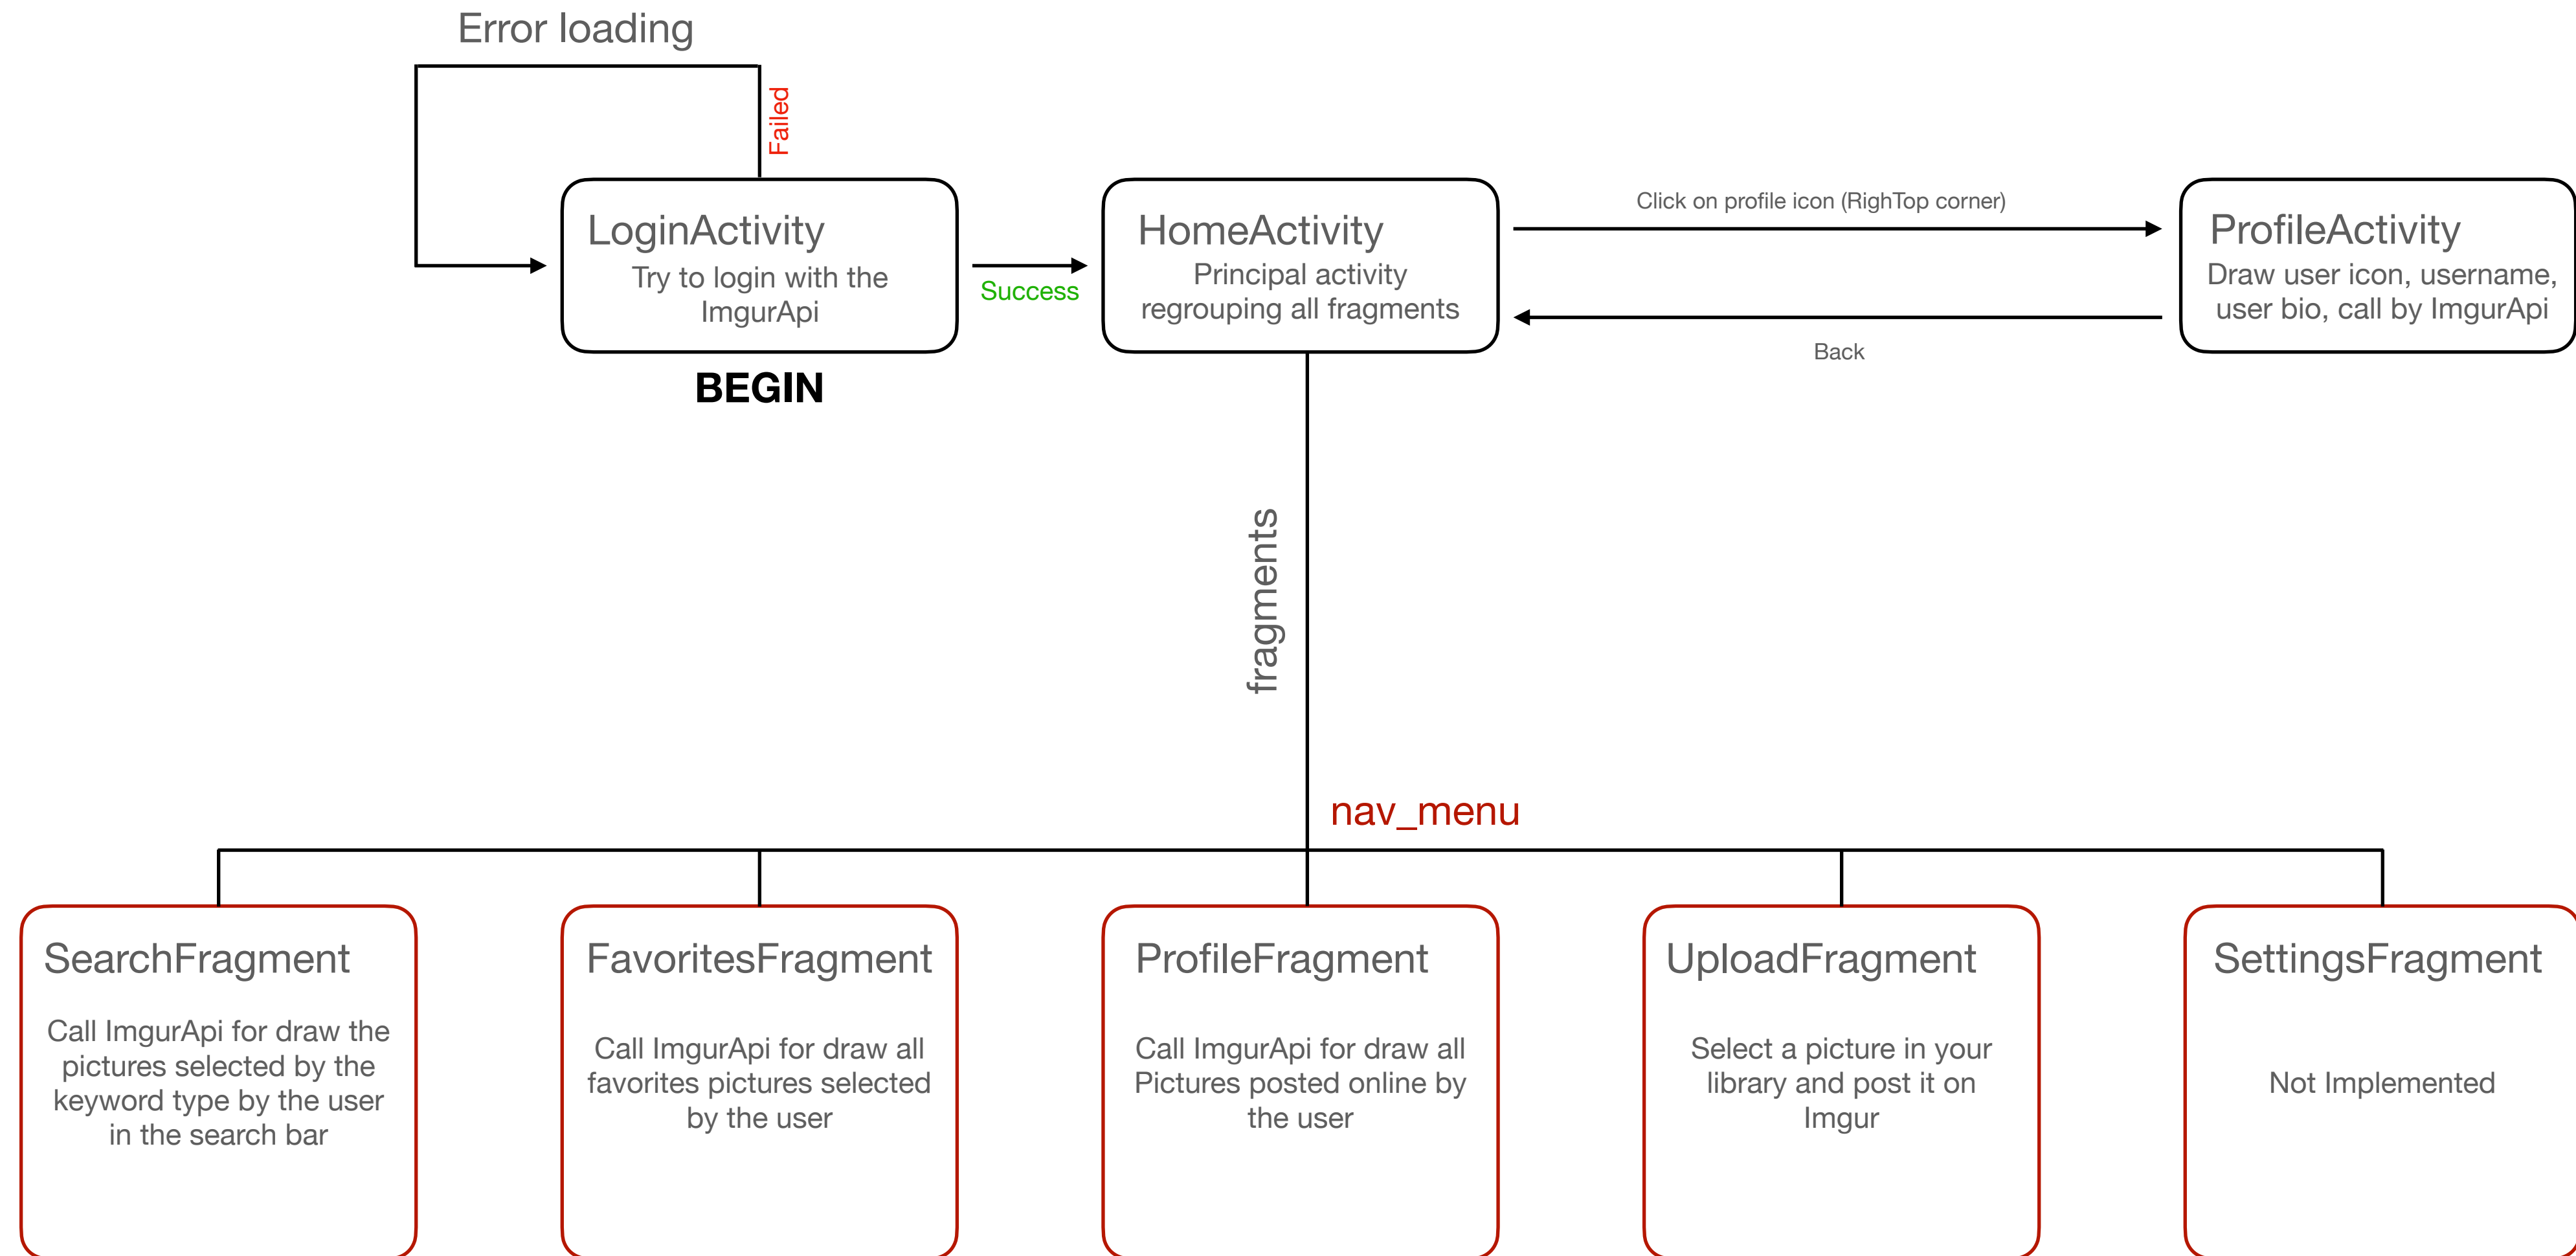 Error loading
Failed
LoginActivity
Try to login with the
ImgurApi
BEGIN
Success
HomeActivity
Principal activity
regrouping all fragments
Click on profile icon (RighTop corner)
Back
ProfileActivity
Draw user icon, username,
user bio, call by ImgurApi
fragments
nav_menu
SearchFragment
Call ImgurApi for draw the
pictures selected by the
keyword type by the user
in the search bar
FavoritesFragment
Call ImgurApi for draw all
favorites pictures selected
by the user
ProfileFragment
Call ImgurApi for draw all
Pictures posted online by
the user
UploadFragment
Select a picture in your
library and post it on
Imgur
SettingsFragment
Not Implemented